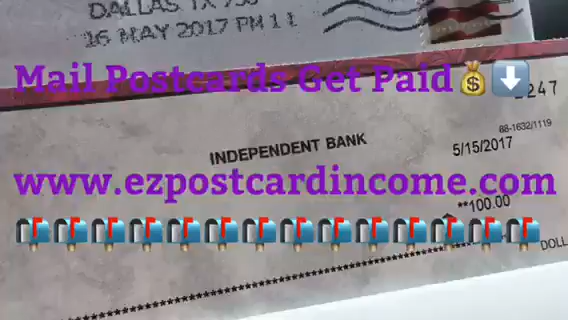 DALLAS TX 750
16 MAY 2017 PM 11
Mail Postcards Get Paid💰⬇️
2247
88-1632/1119
INDEPENDENT BANK
5/15/2017
www.ezpostcardincome.com
**100.00
📬📬📬📬📬📬📬📬📬📬📬📬📬📬
DOLL